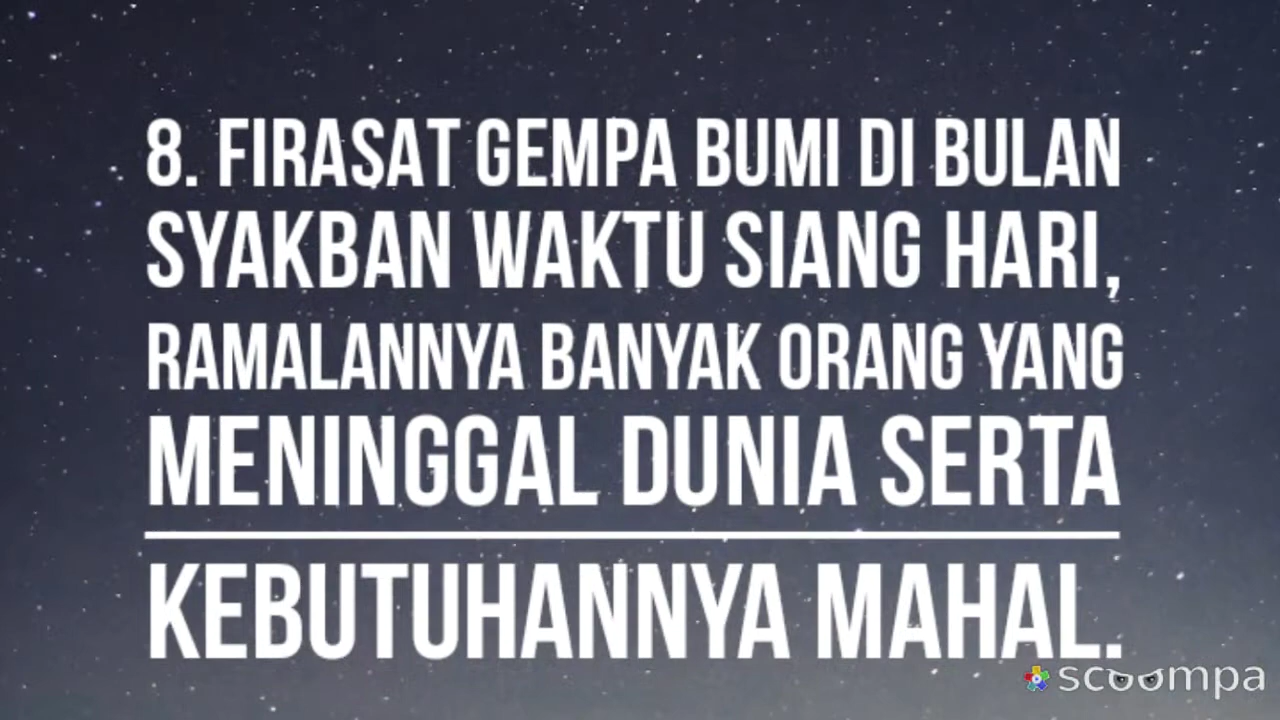 8. FIRASAT GEMPA BUMI DI BULAN
SYAKBAN WAKTU SIANG HARI,
RAMALANNYA BANYAK ORANG YANG
MENINGGAL DUNIA SERTA
KEBUTUHANNYA MAHAL.
scoompa